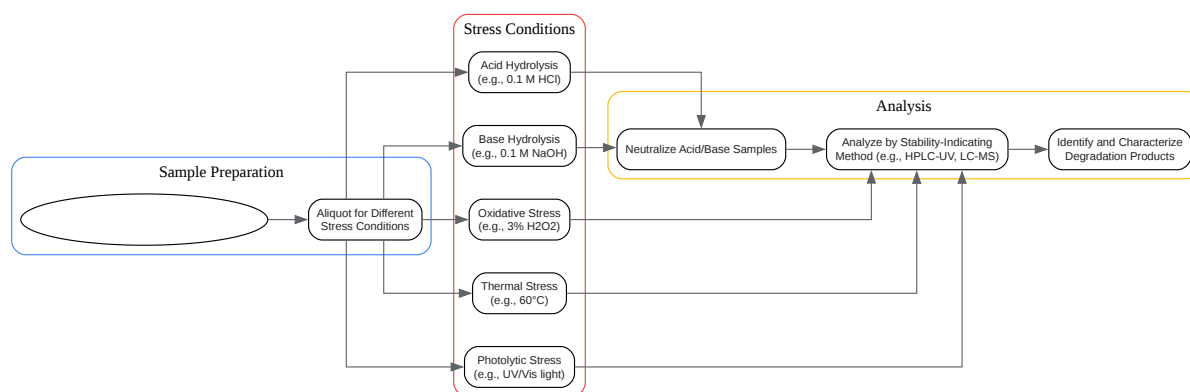 Sample Preparation
Aliquot for Different
Stress Conditions
Stress Conditions
Acid Hydrolysis
(e.g., 0.1 M HCl)
Base Hydrolysis
(e.g., 0.1 M NaOH)
Oxidative Stress
(e.g., 3% H2O2)
Thermal Stress
(e.g., 60°C)
Photolytic Stress
(e.g., UV/Vis light)
Analysis
Neutralize Acid/Base Samples
Analyze by Stability-Indicating
Method (e.g., HPLC-UV, LC-MS)
Identify and Characterize
Degradation Products